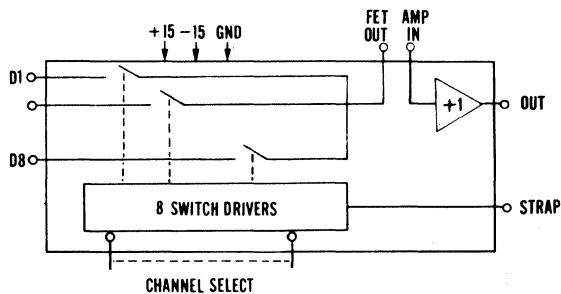 FET AMP
+15 -15 GND OUT IN
D1
+1 OUT
D8
8 SWITCH DRIVERS
STRAP
CHANNEL SELECT